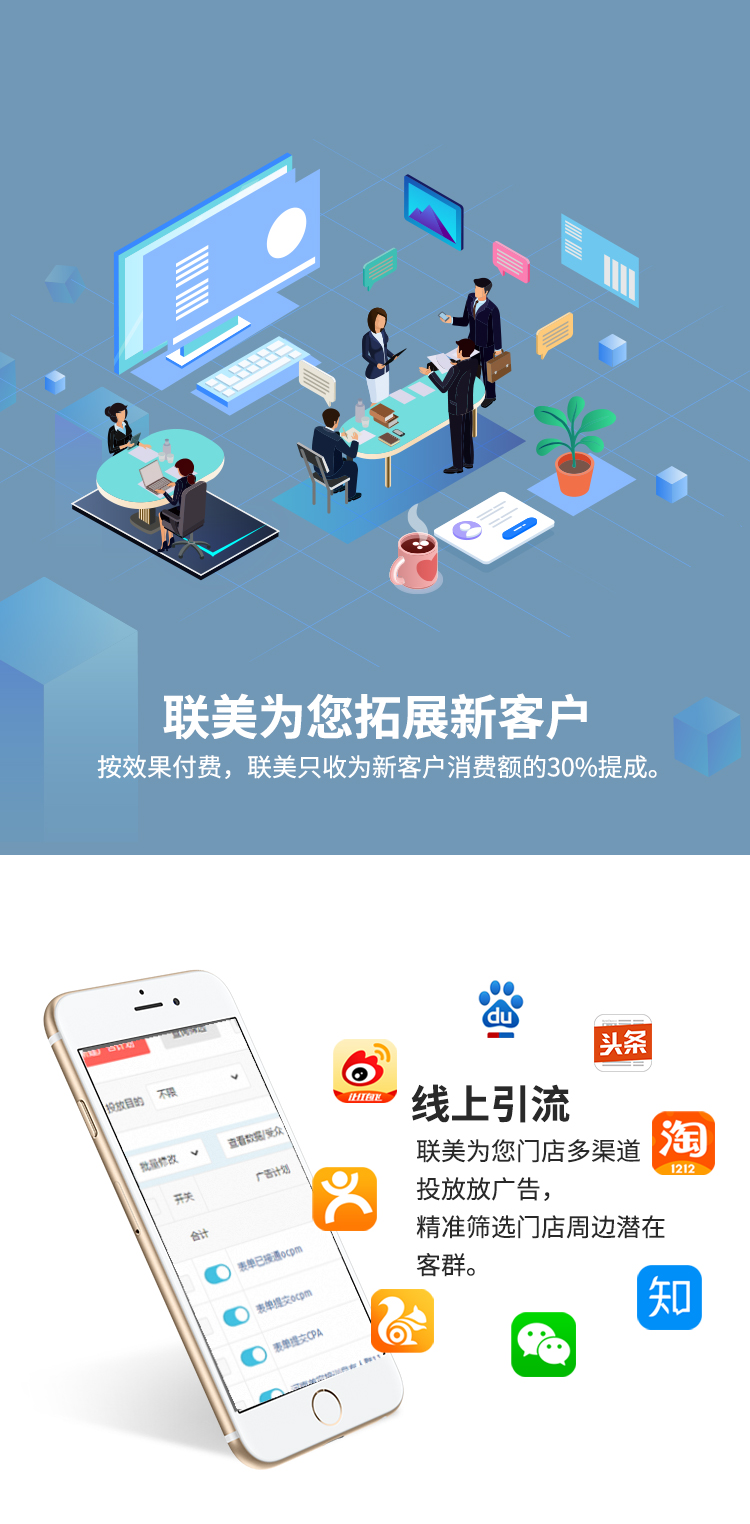 联美为您拓展新客户
按效果付费，联美只收为新客户消费额的30%提成。
du
头条
让红包飞
线上引流
淘
1212
联美为您门店多渠道
投放放广告，
精准筛选门店周边潜在
客群。
知
投放目的 不限
批量修改 查看数据/受众
开关 广告计划
合计
表单已接通ocpm
表单提交ocpm
表单提交CPA